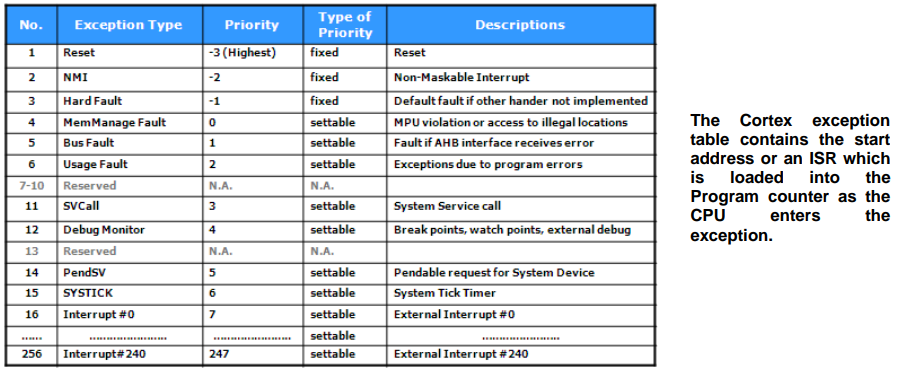 No. Exception Type Priority Type of Priority Descriptions
1 Reset -3 (Highest) fixed Reset
2 NMI -2 fixed Non-Maskable Interrupt
3 Hard Fault -1 fixed Default fault if other hander not implemented
4 MemManage Fault 0 settable MPU violation or access to illegal locations
5 Bus Fault 1 settable Fault if AHB interface receives error
6 Usage Fault 2 settable Exceptions due to program errors
7-10 Reserved N.A. N.A.
11 SVCall 3 settable System Service call
12 Debug Monitor 4 settable Break points, watch points, external debug
13 Reserved N.A. N.A.
14 PendSV 5 settable Pendable request for System Device
15 SYSTICK 6 settable System Tick Timer
16 Interrupt #0 7 settable External Interrupt #0
...... ........................ ........................ settable ........................
256 Interrupt#240 247 settable External Interrupt #240
The Cortex exception
table contains the start
address or an ISR which
is loaded into the
Program counter as the
CPU enters the
exception.